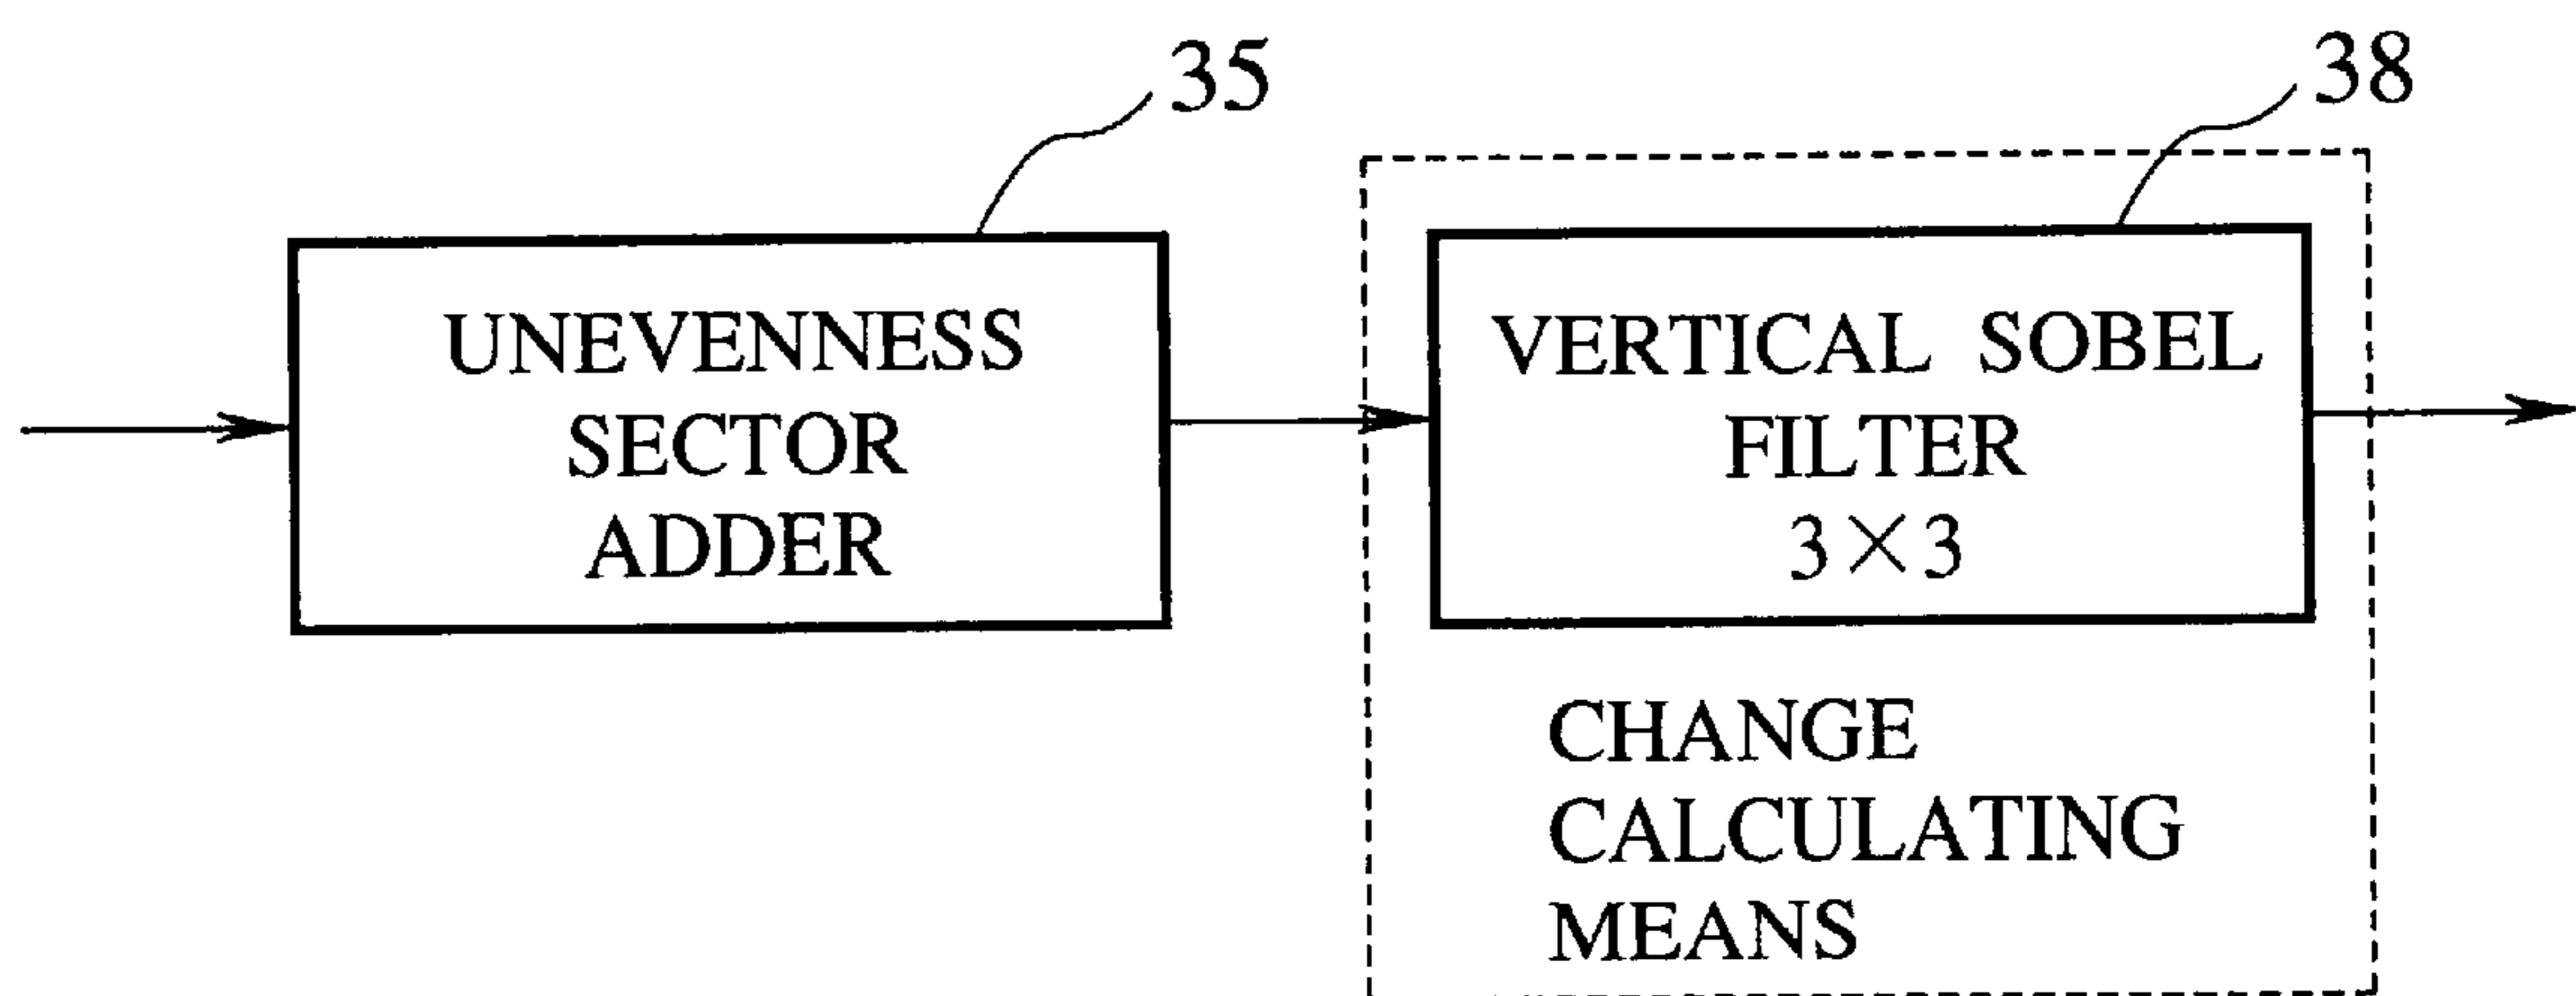 35
38
UNEVENNESS
SECTOR
ADDER
VERTICAL SOBEL
FILTER
3×3
CHANGE
CALCULATING
MEANS